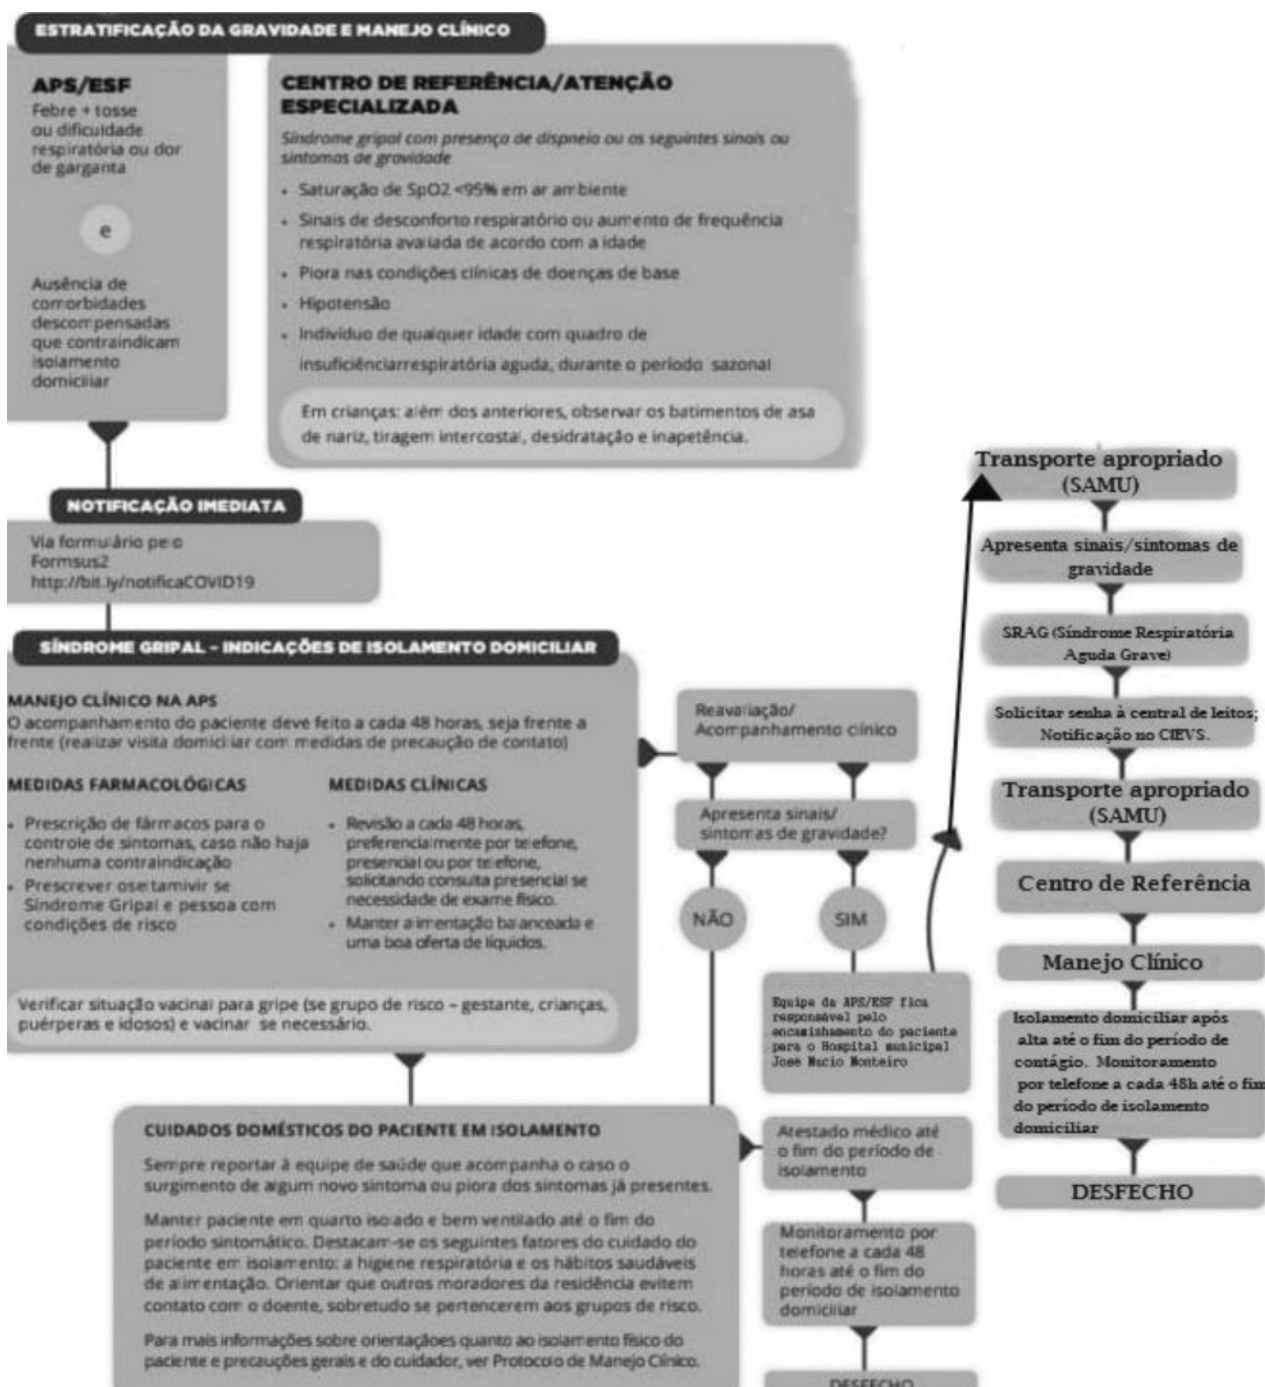 ESTRATIFICAÇÃO DA GRAVIDADE E MANEJO CLÍNICO
APS/ESF
Febre + tosse
ou dificuldade
respiratória ou dor
de garganta
e
Ausência de
comorbidades
descompensadas
que contraindicam
isolamento
domiciliar
CENTRO DE REFERÊNCIA/ATENÇÃO
ESPECIALIZADA
Síndrome gripal com presença de dispneia ou os seguintes sinais ou
sintomas de gravidade
• Saturação de SpO2 <95% em ar ambiente
• Sinais de desconforto respiratório ou aumento de frequência
respiratória avaliada de acordo com a idade
• Piora nas condições clínicas de doenças de base
• Hipotensão
• Indivíduo de qualquer idade com quadro de
insuficiênciarrespiratória aguda, durante o período sazonal
Em crianças: além dos anteriores, observar os batimentos de asa
de nariz, tiragem intercostal, desidratação e inapetência.
NOTIFICAÇÃO IMEDIATA
Via formulário pelo
Formsus2
http://bit.ly/notificaCOVID19
SÍNDROME GRIPAL – INDICAÇÕES DE ISOLAMENTO DOMICILIAR
MANEJO CLÍNICO NA APS
O acompanhamento do paciente deve feito a cada 48 horas, seja frente a
frente (realizar visita domiciliar com medidas de precaução de contato)
MEDIDAS FARMACOLÓGICAS
• Prescrição de fármacos para o
controle de sintomas, caso não haja
nenhuma contraindicação
• Prescrever oseltamivir se
Síndrome Gripal e pessoa com
condições de risco
MEDIDAS CLÍNICAS
• Revisão a cada 48 horas,
preferencialmente por telefone,
presencial ou por telefone,
solicitando consulta presencial se
necessidade de exame físico.
• Manter alimentação balanceada e
uma boa oferta de líquidos.
Verificar situação vacinal para gripe (se grupo de risco – gestante, crianças,
puérperas e idosos) e vacinar se necessário.
Reavaliação/
Acompanhamento clínico
Apresenta sinais/
sintomas de gravidade?
NÃO
SIM
Equipe da APS/ESF fica
responsável pelo
encaminhamento do paciente
para o Hospital municipal
José Mucio Monteiro
CUIDADOS DOMÉSTICOS DO PACIENTE EM ISOLAMENTO
Sempre reportar à equipe de saúde que acompanha o caso o
surgimento de algum novo sintoma ou piora dos sintomas já presentes.
Manter paciente em quarto isolado e bem ventilado até o fim do
período sintomático. Destacam-se os seguintes fatores do cuidado do
paciente em isolamento: a higiene respiratória e os hábitos saudáveis
de alimentação. Orientar que outros moradores da residência evitem
contato com o doente, sobretudo se pertencerem aos grupos de risco.
Para mais informações sobre orientaçãoes quanto ao isolamento físico do
paciente e precauções gerais e do cuidador, ver Protocolo de Manejo Clínico.
Atestado médico até
o fim do período de
isolamento
Monitoramento por
telefone a cada 48
horas até o fim do
período de isolamento
domiciliar
DESFECHO
Transporte apropriado
(SAMU)
Apresenta sinais/sintomas de
gravidade
SRAG (Síndrome Respiratória
Aguda Grave)
Solicitar senha à central de leitos;
Notificação no CIEVS.
Transporte apropriado
(SAMU)
Centro de Referência
Manejo Clínico
Isolamento domiciliar após
alta até o fim do período de
contágio. Monitoramento
por telefone a cada 48h até o fim
do período de isolamento
domiciliar
DESFECHO